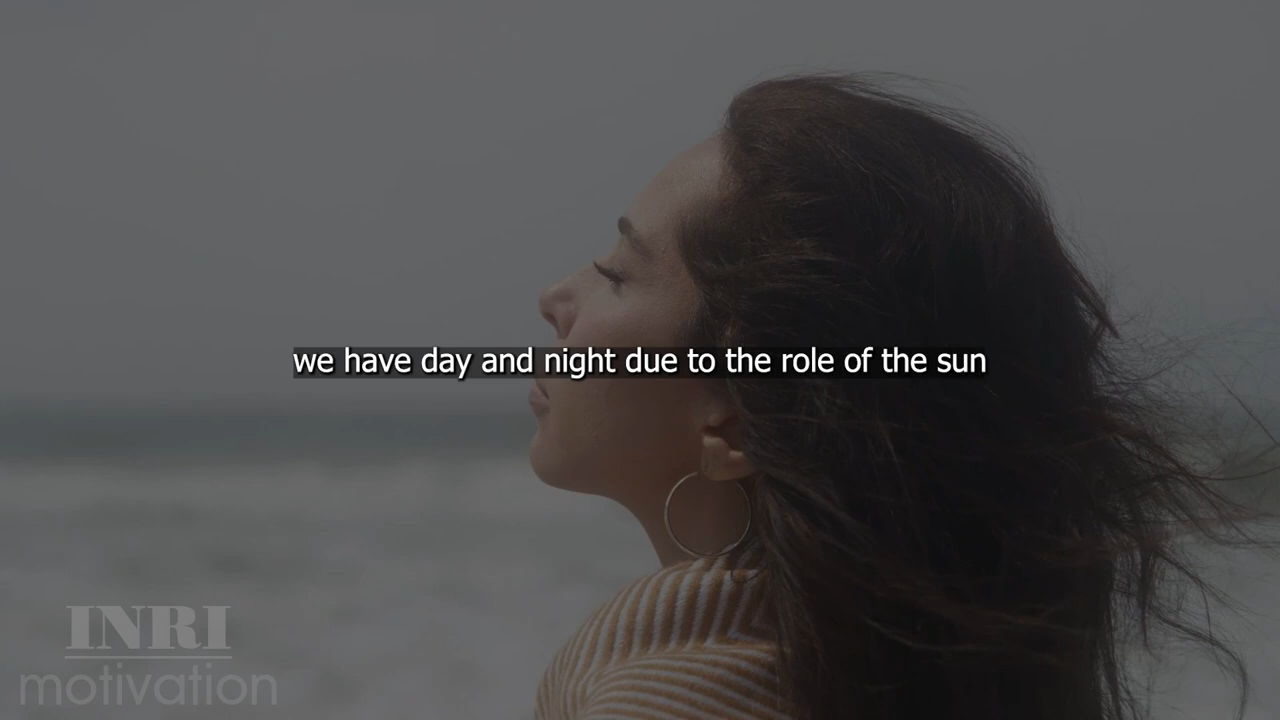 we have day and night due to the role of the sun
INRI
motivation